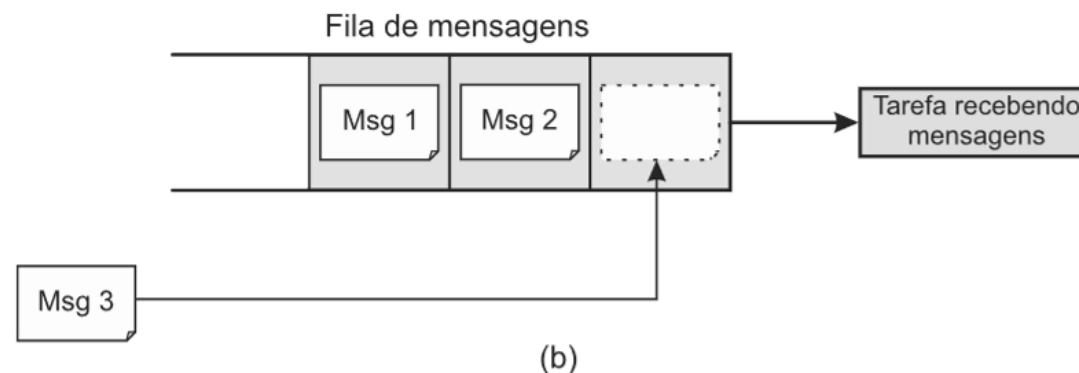 Fila de mensagens
Msg 1
Msg 2
Tarefa recebendo
mensagens
Msg 3
(b)